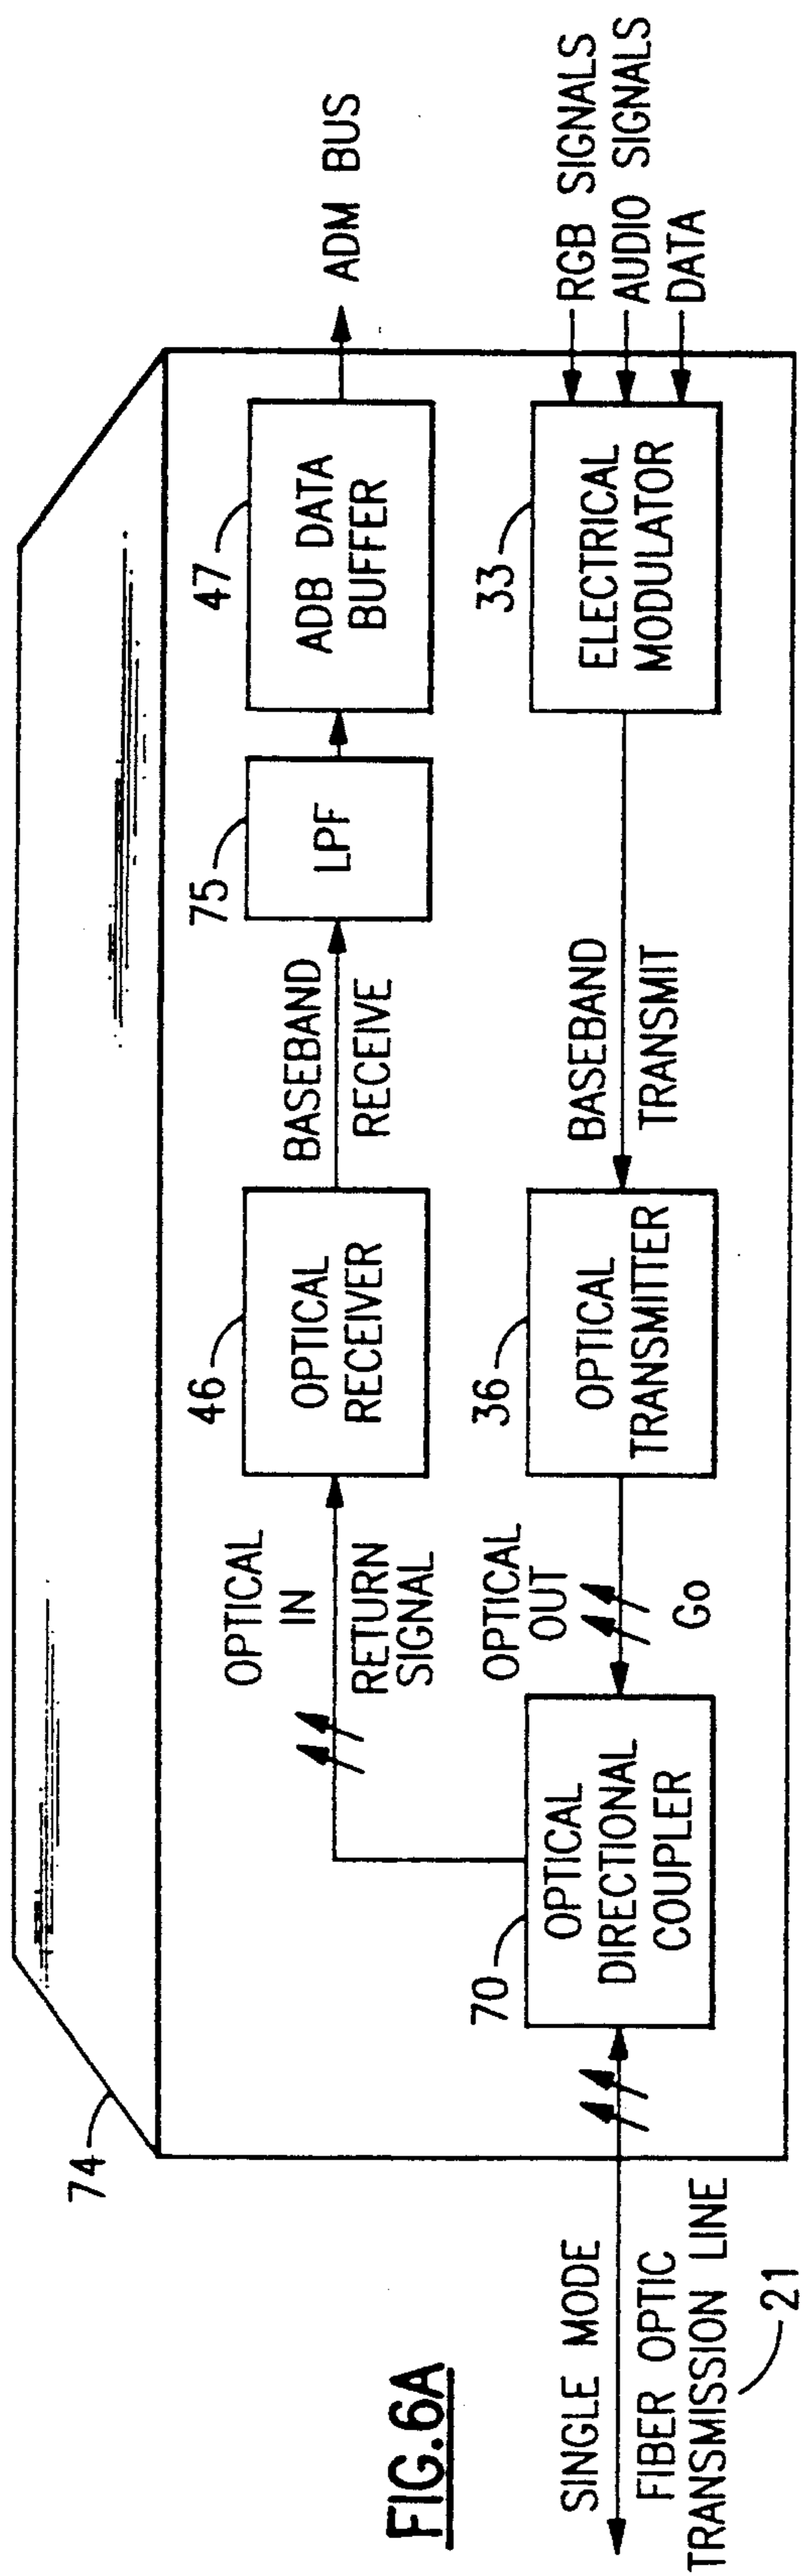 FIG.6A
74
SINGLE MODE
FIBER OPTIC
TRANSMISSION LINE
21
70
OPTICAL
DIRECTIONAL
COUPLER
OPTICAL
IN
RETURN
SIGNAL
OPTICAL
OUT
Go
46
OPTICAL
RECEIVER
36
OPTICAL
TRANSMITTER
BASEBAND
RECEIVE
BASEBAND
TRANSMIT
75
LPF
47
ADB DATA
BUFFER
33
ELECTRICAL
MODULATOR
ADM BUS
RGB SIGNALS
AUDIO SIGNALS
DATA